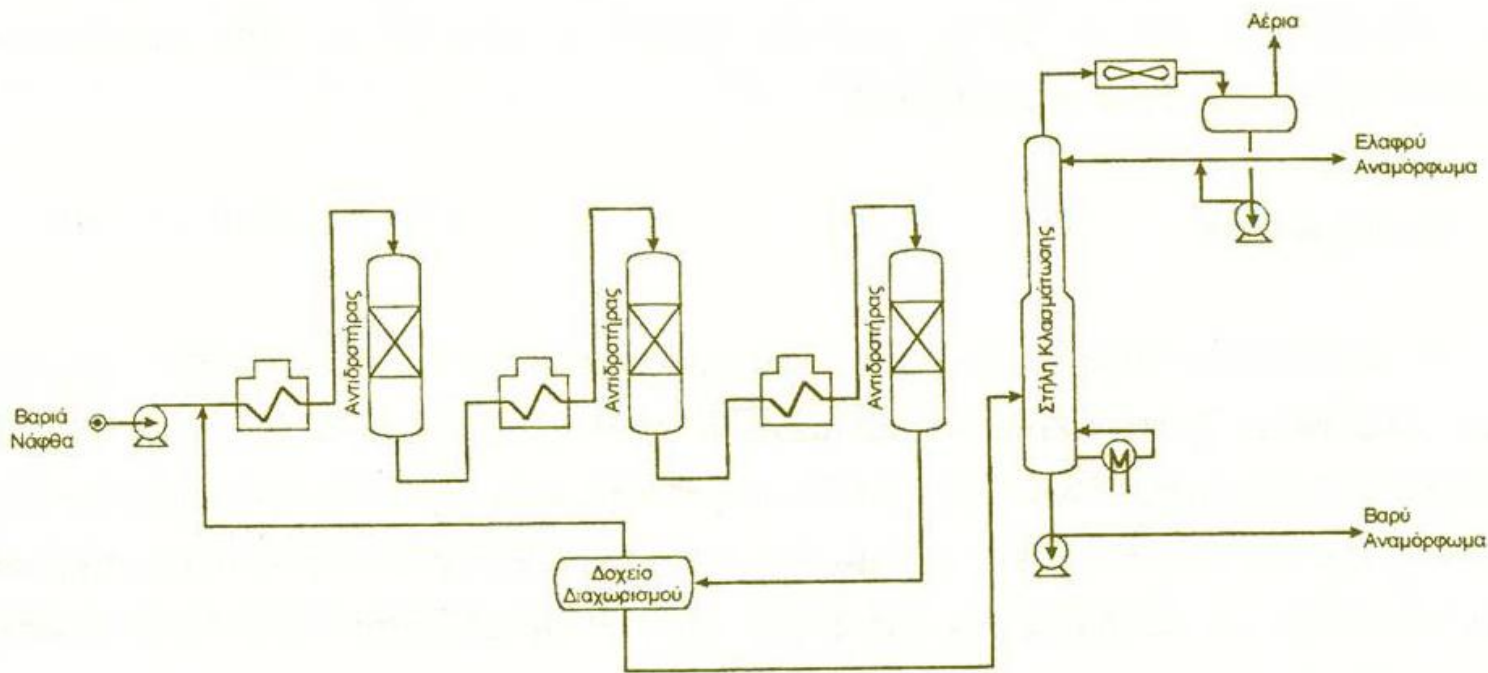 Αέρια
Ελαφρύ
Αναμόρφωμα
Αντιδραστήρας
Αντιδραστήρας
Αντιδραστήρας
Στήλη Κλασμάτωσης
Βαριά
Νάφθα
Βαρύ
Αναμόρφωμα
Δοχείο
Διαχωρισμού